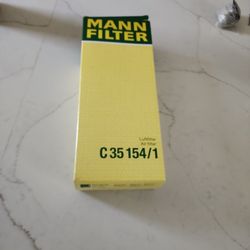 MANN
FILTER
Luftfilter
Air filter
C 35 154/1